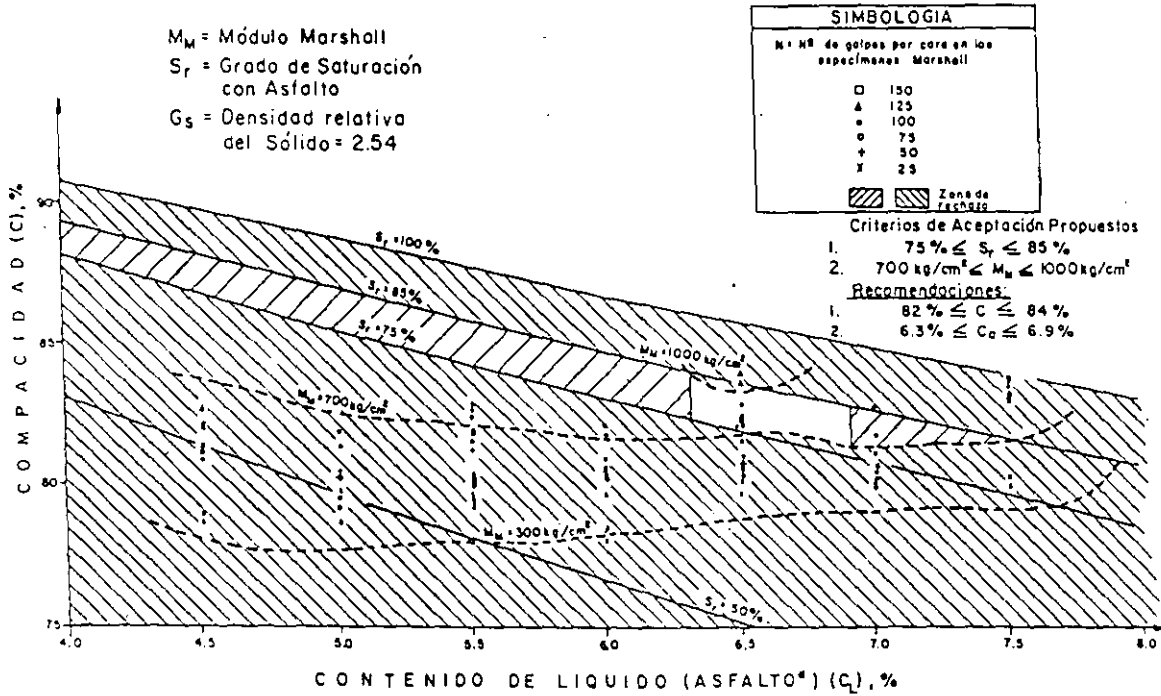 M_M = Módulo Marshall
S_r = Grado de Saturación
con Asfalto
G_S = Densidad relativa
del Sólido = 2.54
SIMBOLOGIA
N = Nº de golpes por cara en los
especímenes Marshall
□ 150
▲ 125
• 100
o 75
+ 50
x 25
Zona de
rechazo
Criterios de Aceptación Propuestos
1. 75 % ≤ S_r ≤ 85 %
2. 700 kg/cm² ≤ M_M ≤ 1000 kg/cm²
Recomendaciones:
1. 82 % ≤ C ≤ 84 %
2. 6.3 % ≤ C_a ≤ 6.9 %
COMPACIDAD (C), %
90
85
80
75
S_r = 100 %
S_r = 85 %
S_r = 75 %
M_M = 1000 kg/cm²
M_M = 700 kg/cm²
M_M = 300 kg/cm²
S_r = 50 %
4.0 4.5 5.0 5.5 6.0 6.5 7.0 7.5 8.0
CONTENIDO DE LIQUIDO (ASFALTO*) (C_L), %